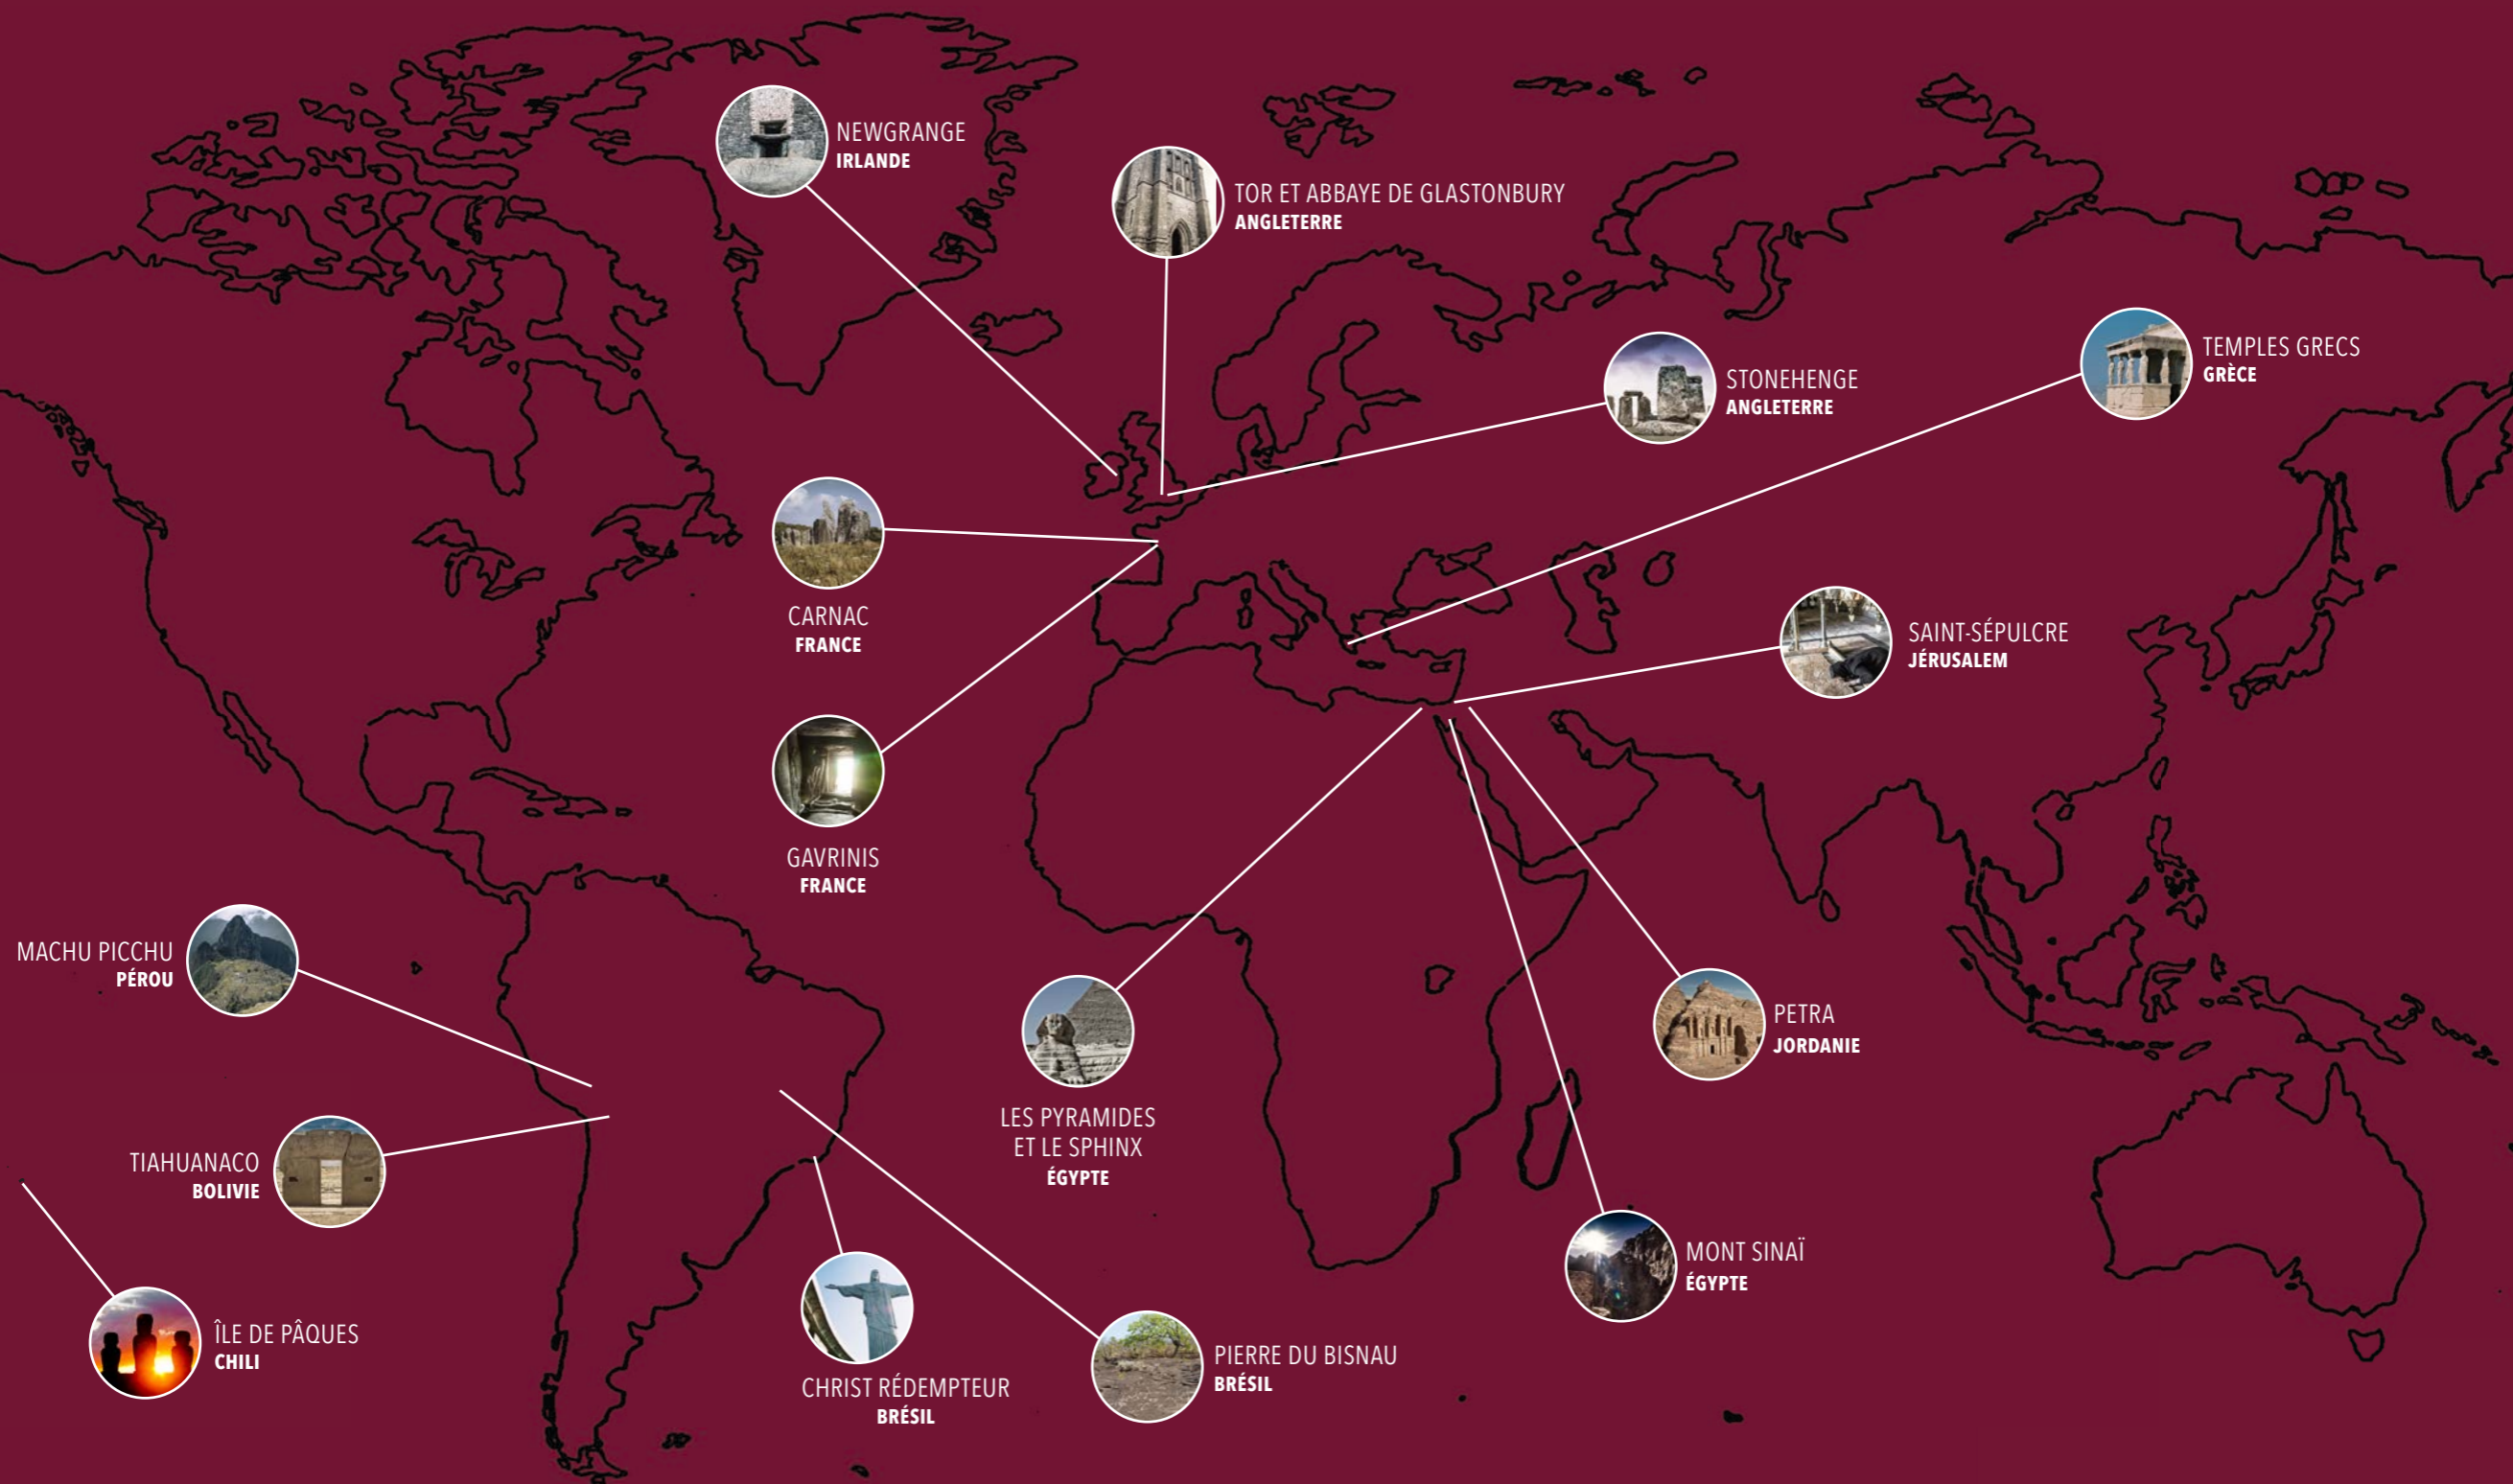 NEWGRANGE
IRLANDE
TOR ET ABBAYE DE GLASTONBURY
ANGLETERRE
STONEHENGE
ANGLETERRE
TEMPLES GRECS
GRÈCE
CARNAC
FRANCE
SAINT-SÉPULCRE
JÉRUSALEM
GAVRINIS
FRANCE
MACHU PICCHU
PÉROU
PETRA
JORDANIE
LES PYRAMIDES
ET LE SPHINX
ÉGYPTE
TIAHUANACO
BOLIVIE
MONT SINAÏ
ÉGYPTE
ÎLE DE PÂQUES
CHILI
CHRIST RÉDEMPTEUR
BRÉSIL
PIERRE DU BISNAU
BRÉSIL